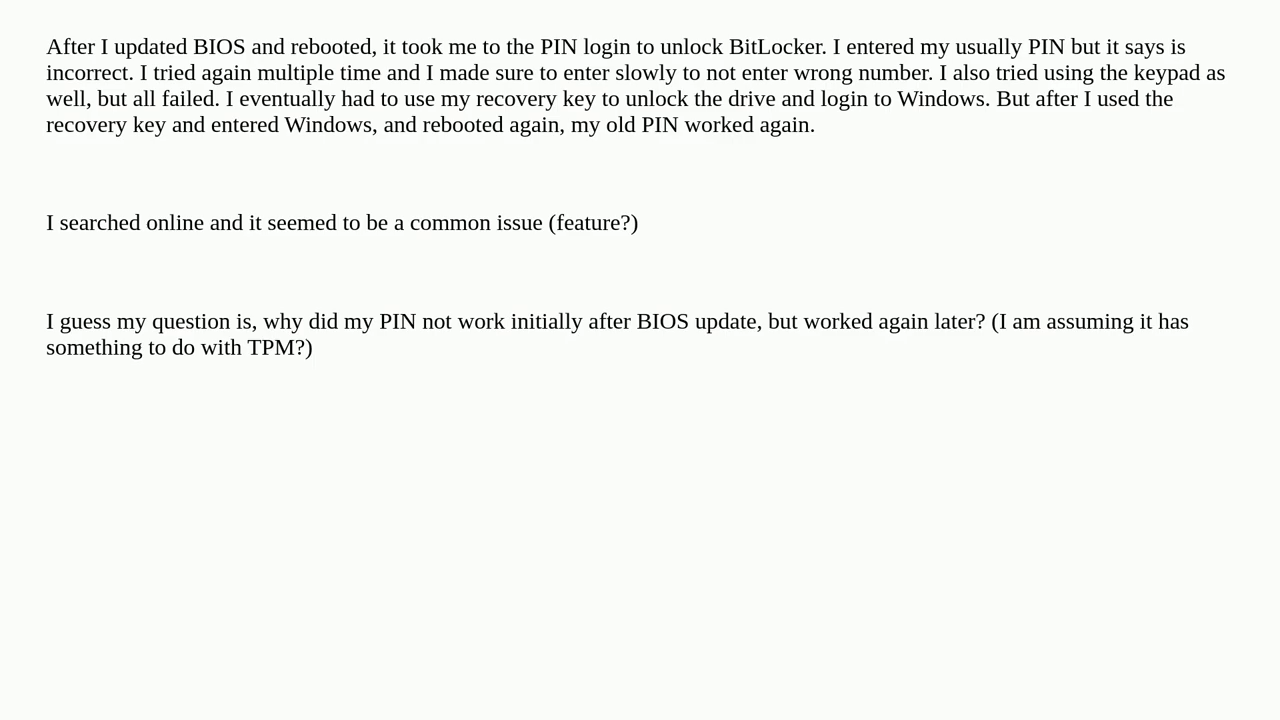 After I updated BIOS and rebooted, it took me to the PIN login to unlock BitLocker. I entered my usually PIN but it says is
incorrect. I tried again multiple time and I made sure to enter slowly to not enter wrong number. I also tried using the keypad as
well, but all failed. I eventually had to use my recovery key to unlock the drive and login to Windows. But after I used the
recovery key and entered Windows, and rebooted again, my old PIN worked again.
I searched online and it seemed to be a common issue (feature?)
I guess my question is, why did my PIN not work initially after BIOS update, but worked again later? (I am assuming it has
something to do with TPM?)